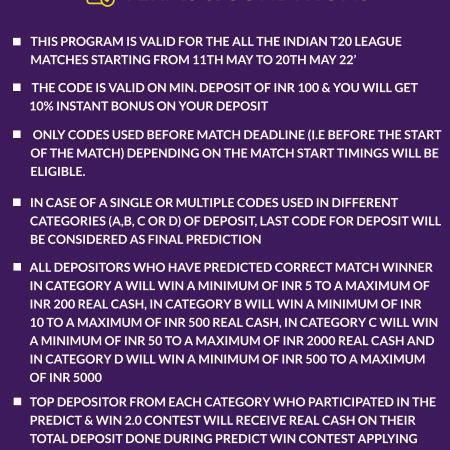 THIS PROGRAM IS VALID FOR THE ALL THE INDIAN T20 LEAGUE
MATCHES STARTING FROM 11TH MAY TO 20TH MAY 22'
THE CODE IS VALID ON MIN. DEPOSIT OF INR 100 & YOU WILL GET
10% INSTANT BONUS ON YOUR DEPOSIT
ONLY CODES USED BEFORE MATCH DEADLINE (I.E BEFORE THE START
OF THE MATCH) DEPENDING ON THE MATCH START TIMINGS WILL BE
ELIGIBLE.
IN CASE OF A SINGLE OR MULTIPLE CODES USED IN DIFFERENT
CATEGORIES (A,B, C OR D) OF DEPOSIT, LAST CODE FOR DEPOSIT WILL
BE CONSIDERED AS FINAL PREDICTION
ALL DEPOSITORS WHO HAVE PREDICTED CORRECT MATCH WINNER
IN CATEGORY A WILL WIN A MINIMUM OF INR 5 TO A MAXIMUM OF
INR 200 REAL CASH, IN CATEGORY B WILL WIN A MINIMUM OF INR
10 TO A MAXIMUM OF INR 500 REAL CASH, IN CATEGORY C WILL WIN
A MINIMUM OF INR 50 TO A MAXIMUM OF INR 2000 REAL CASH AND
IN CATEGORY D WILL WIN A MINIMUM OF INR 500 TO A MAXIMUM
OF INR 5000
TOP DEPOSITOR FROM EACH CATEGORY WHO PARTICIPATED IN THE
PREDICT & WIN 2.0 CONTEST WILL RECEIVE REAL CASH ON THEIR
TOTAL DEPOSIT DONE DURING PREDICT WIN CONTEST APPLYING